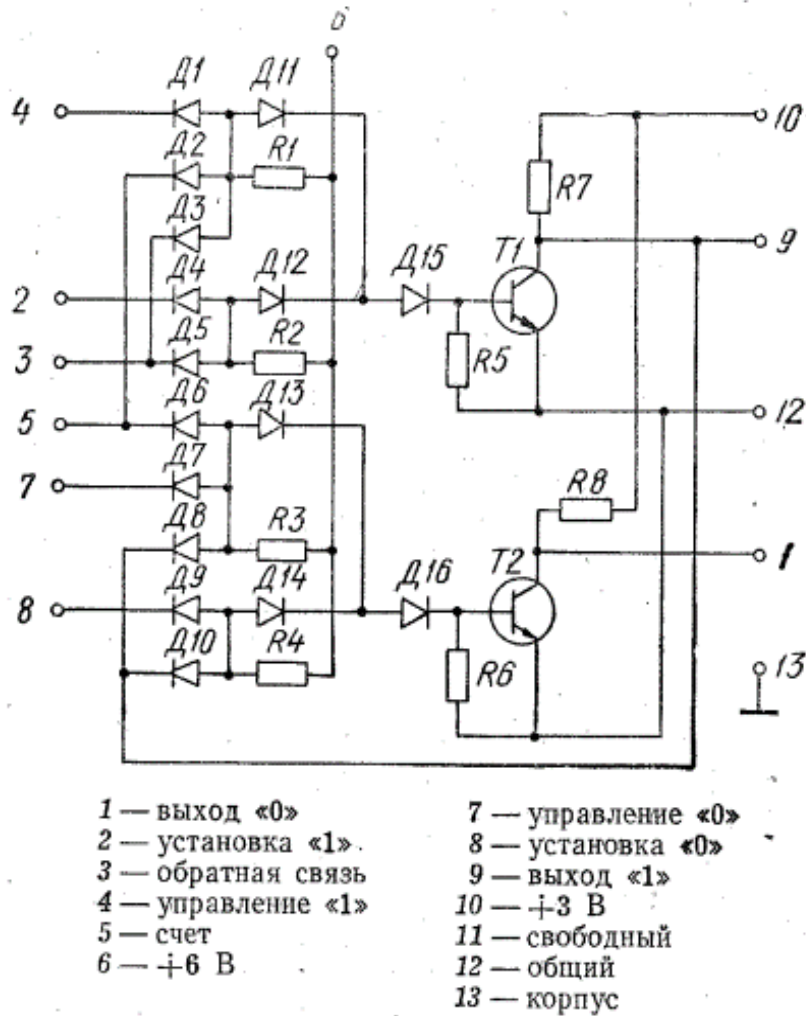 6
Д1 Д11
4 10
Д2 R1 R7
Д3 9
Д4 Д12 Д15 T1
2
Д5 R2 R5
3
Д6 Д13
5 12
Д7 R8
7
Д8 R3 T2 1
Д9 Д14 Д16
8
Д10 R4 R6 13
1 — выход «0»
2 — установка «1».
3 — обратная связь
4 — управление «1»
5 — счет
6 — +6 В
7 — управление «0»
8 — установка «0»
9 — выход «1»
10 — +3 В
11 — свободный
12 — общий
13 — корпус